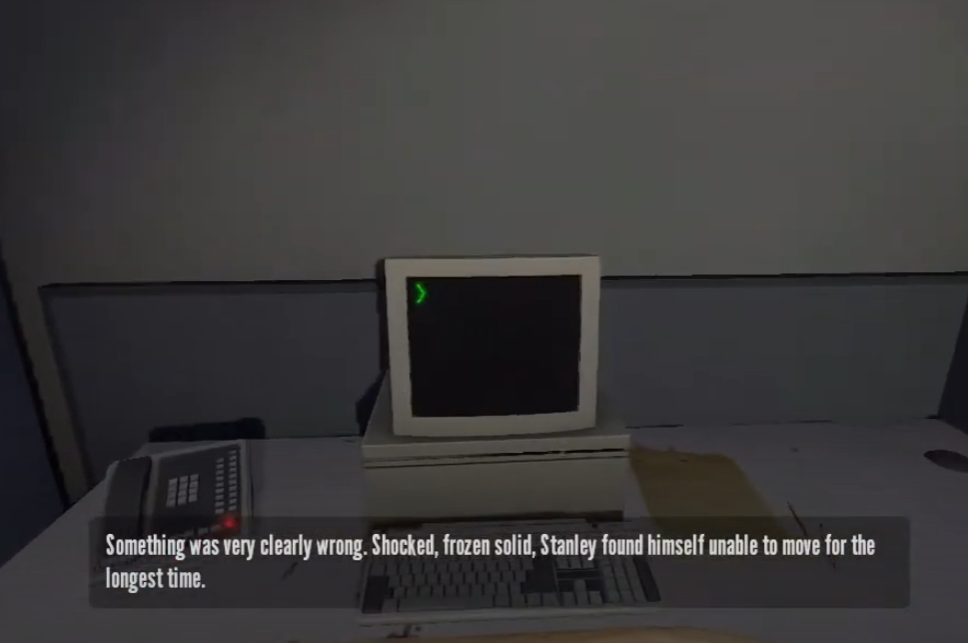 ❯
Something was very clearly wrong. Shocked, frozen solid, Stanley found himself unable to move for the
longest time.